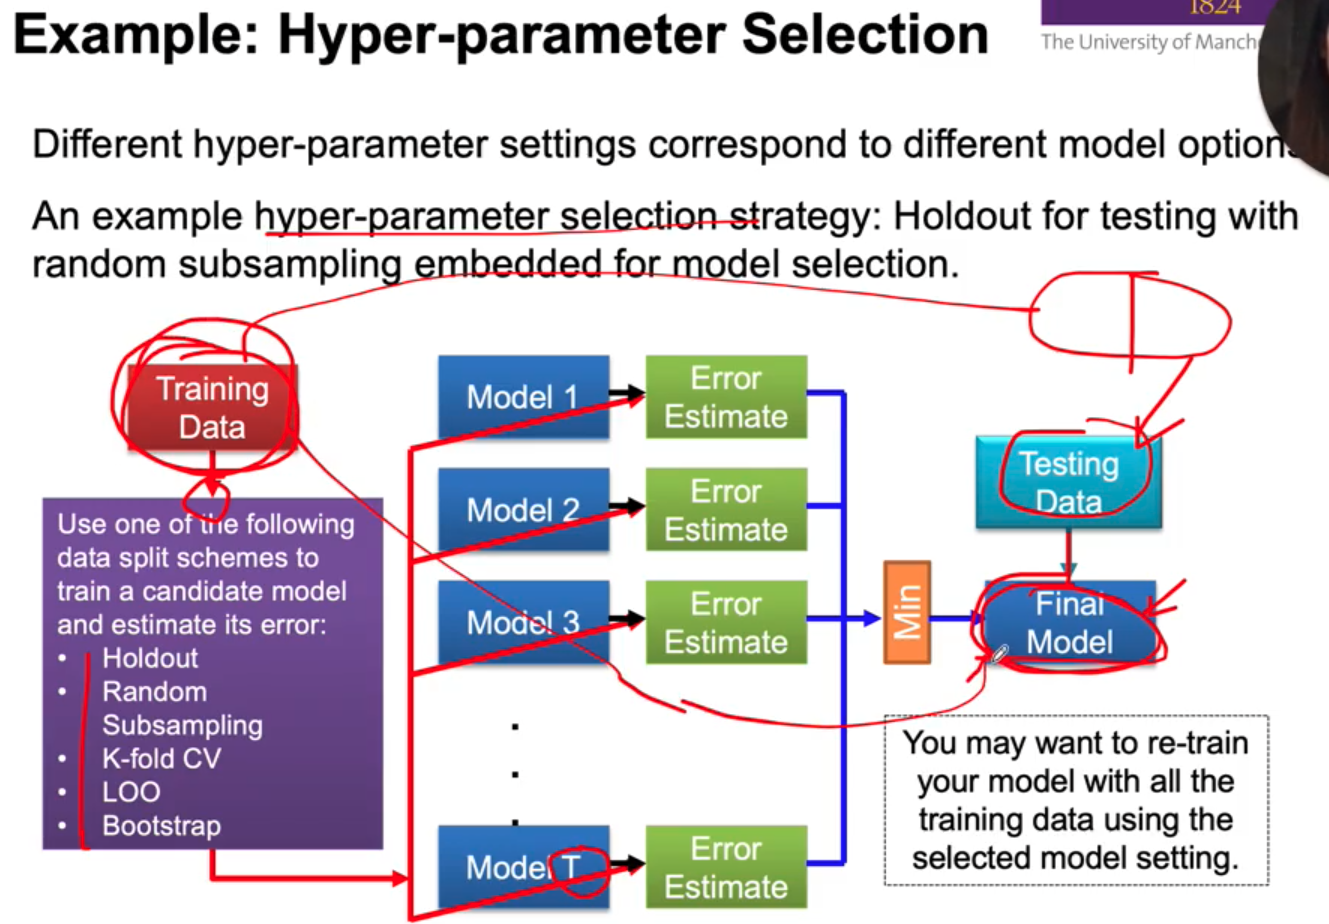 Example: Hyper-parameter Selection
1824
The University of Manch
Different hyper-parameter settings correspond to different model option
An example hyper-parameter selection strategy: Holdout for testing with
random subsampling embedded for model selection.
Training
Data
Use one of the following
data split schemes to
train a candidate model
and estimate its error:
• Holdout
• Random
Subsampling
• K-fold CV
• LOO
• Bootstrap
Model 1
Error
Estimate
Model 2
Error
Estimate
Model 3
Error
Estimate
Model T
Error
Estimate
Min
Testing
Data
Final
Model
You may want to re-train
your model with all the
training data using the
selected model setting.